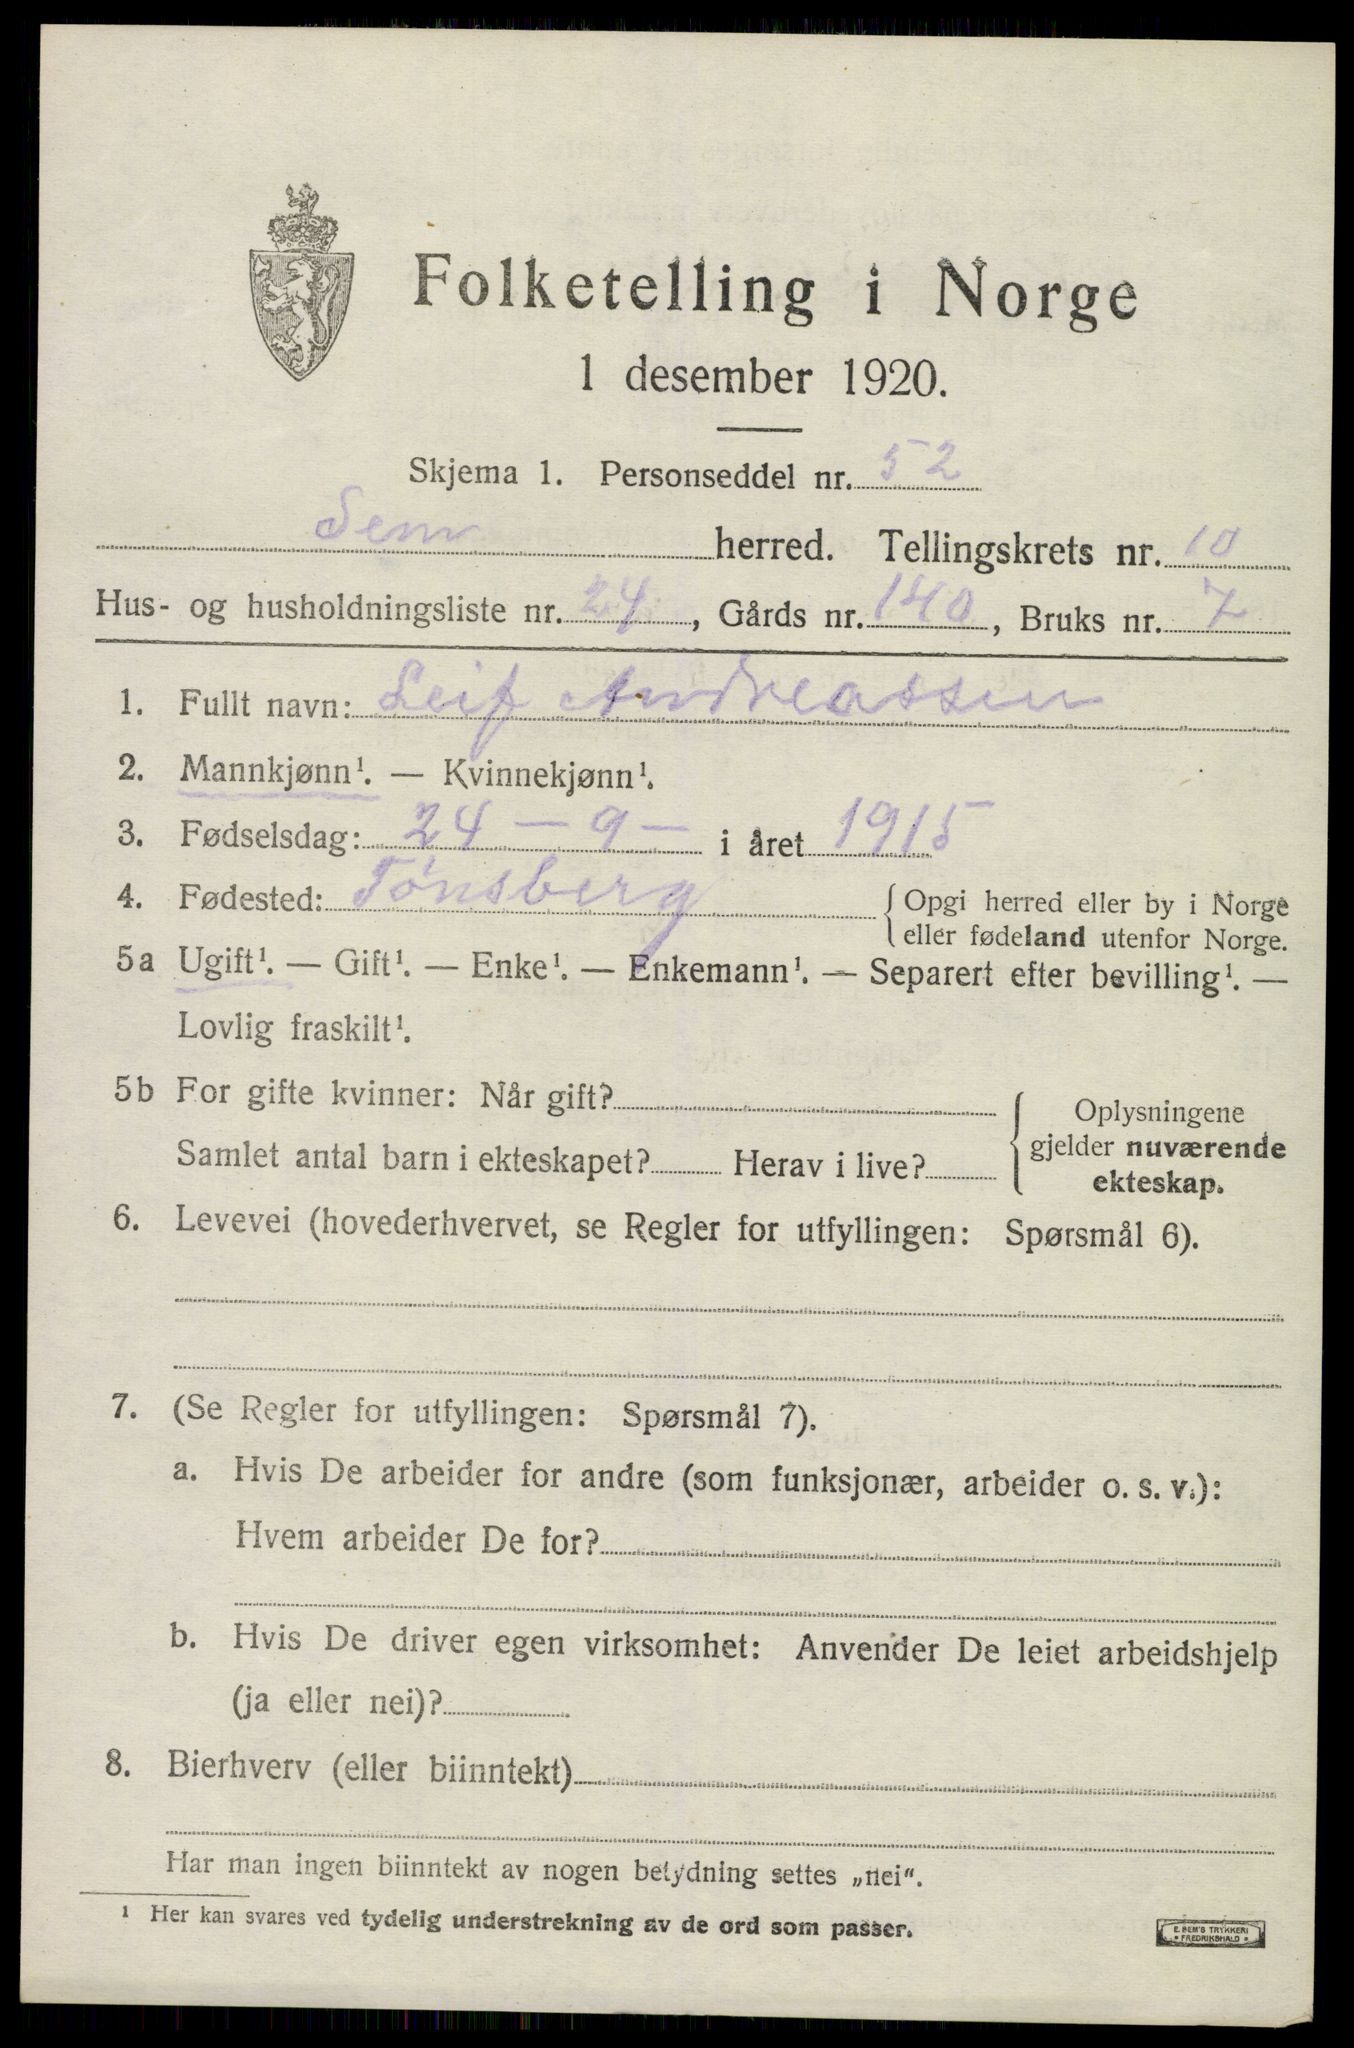 Folketelling i Norge
1 desember 1920.
Skjema 1. Personseddel nr. 52
Sem herred. Tellingskrets nr. 10
Hus- og husholdningsliste nr. 24, Gårds nr. 140, Bruks nr. 7
1. Fullt navn: Leif Andreassen
2. Mannkjønn¹. — Kvinnekjønn¹.
3. Fødselsdag: 24 - 9 - i året 1915
4. Fødested: Tønsberg { Opgi herred eller by i Norge
eller fødeland utenfor Norge.
5a Ugift¹. — Gift¹. — Enke¹. — Enkemann¹. — Separert efter bevilling¹. —
Lovlig fraskilt¹.
5b For gifte kvinner: Når gift? { Oplysningene
gjelder nuværende
Samlet antal barn i ekteskapet? Herav i live?
ekteskap.
6. Levevei (hovederhvervet, se Regler for utfyllingen: Spørsmål 6).
7. (Se Regler for utfyllingen: Spørsmål 7).
a. Hvis De arbeider for andre (som funksjonær, arbeider o. s. v.):
Hvem arbeider De for?
b. Hvis De driver egen virksomhet: Anvender De leiet arbeidshjelp
(ja eller nei)?
8. Bierhverv (eller biinntekt)
Har man ingen biinntekt av nogen betydning settes „nei".
¹ Her kan svares ved tydelig understrekning av de ord som passer.
E. SEM'S TRYKKERI
• FREDRIKSHALD •